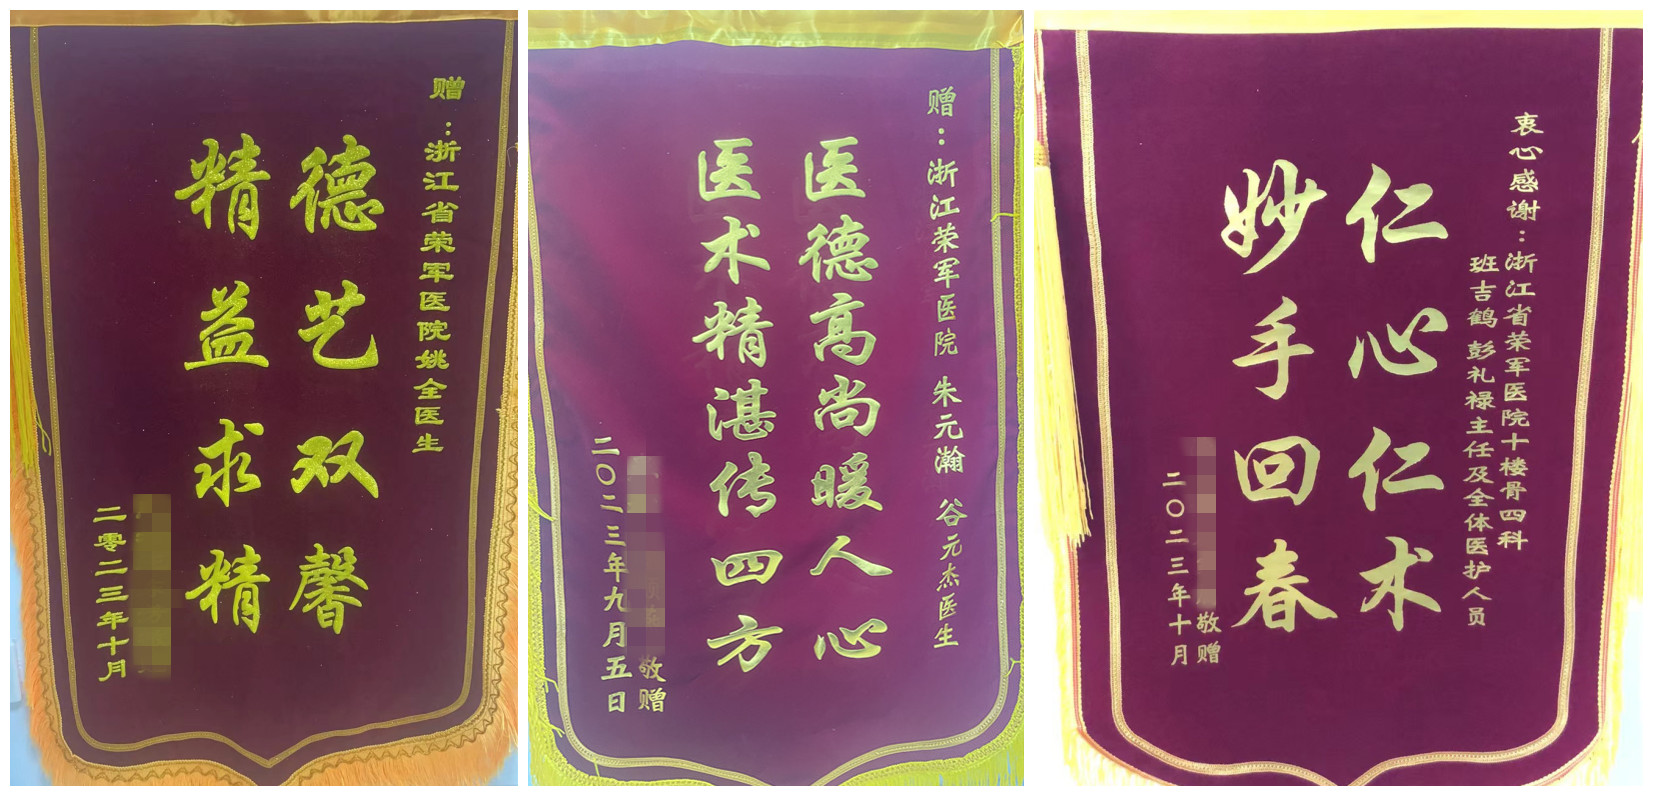 赠：浙江省荣军医院姚全医生
德艺双馨
精益求精
二零二三年十月
赠：浙江荣军医院 朱元瀚 谷元杰医生
医德高尚暖人心
医术精湛传四方
敬赠
二〇二三年九月五日
衷心感谢：浙江省荣军医院十楼骨四科
班吉鹤 彭礼禄主任及全体医护人员
仁心仁术
妙手回春
敬赠
二〇二三年十月